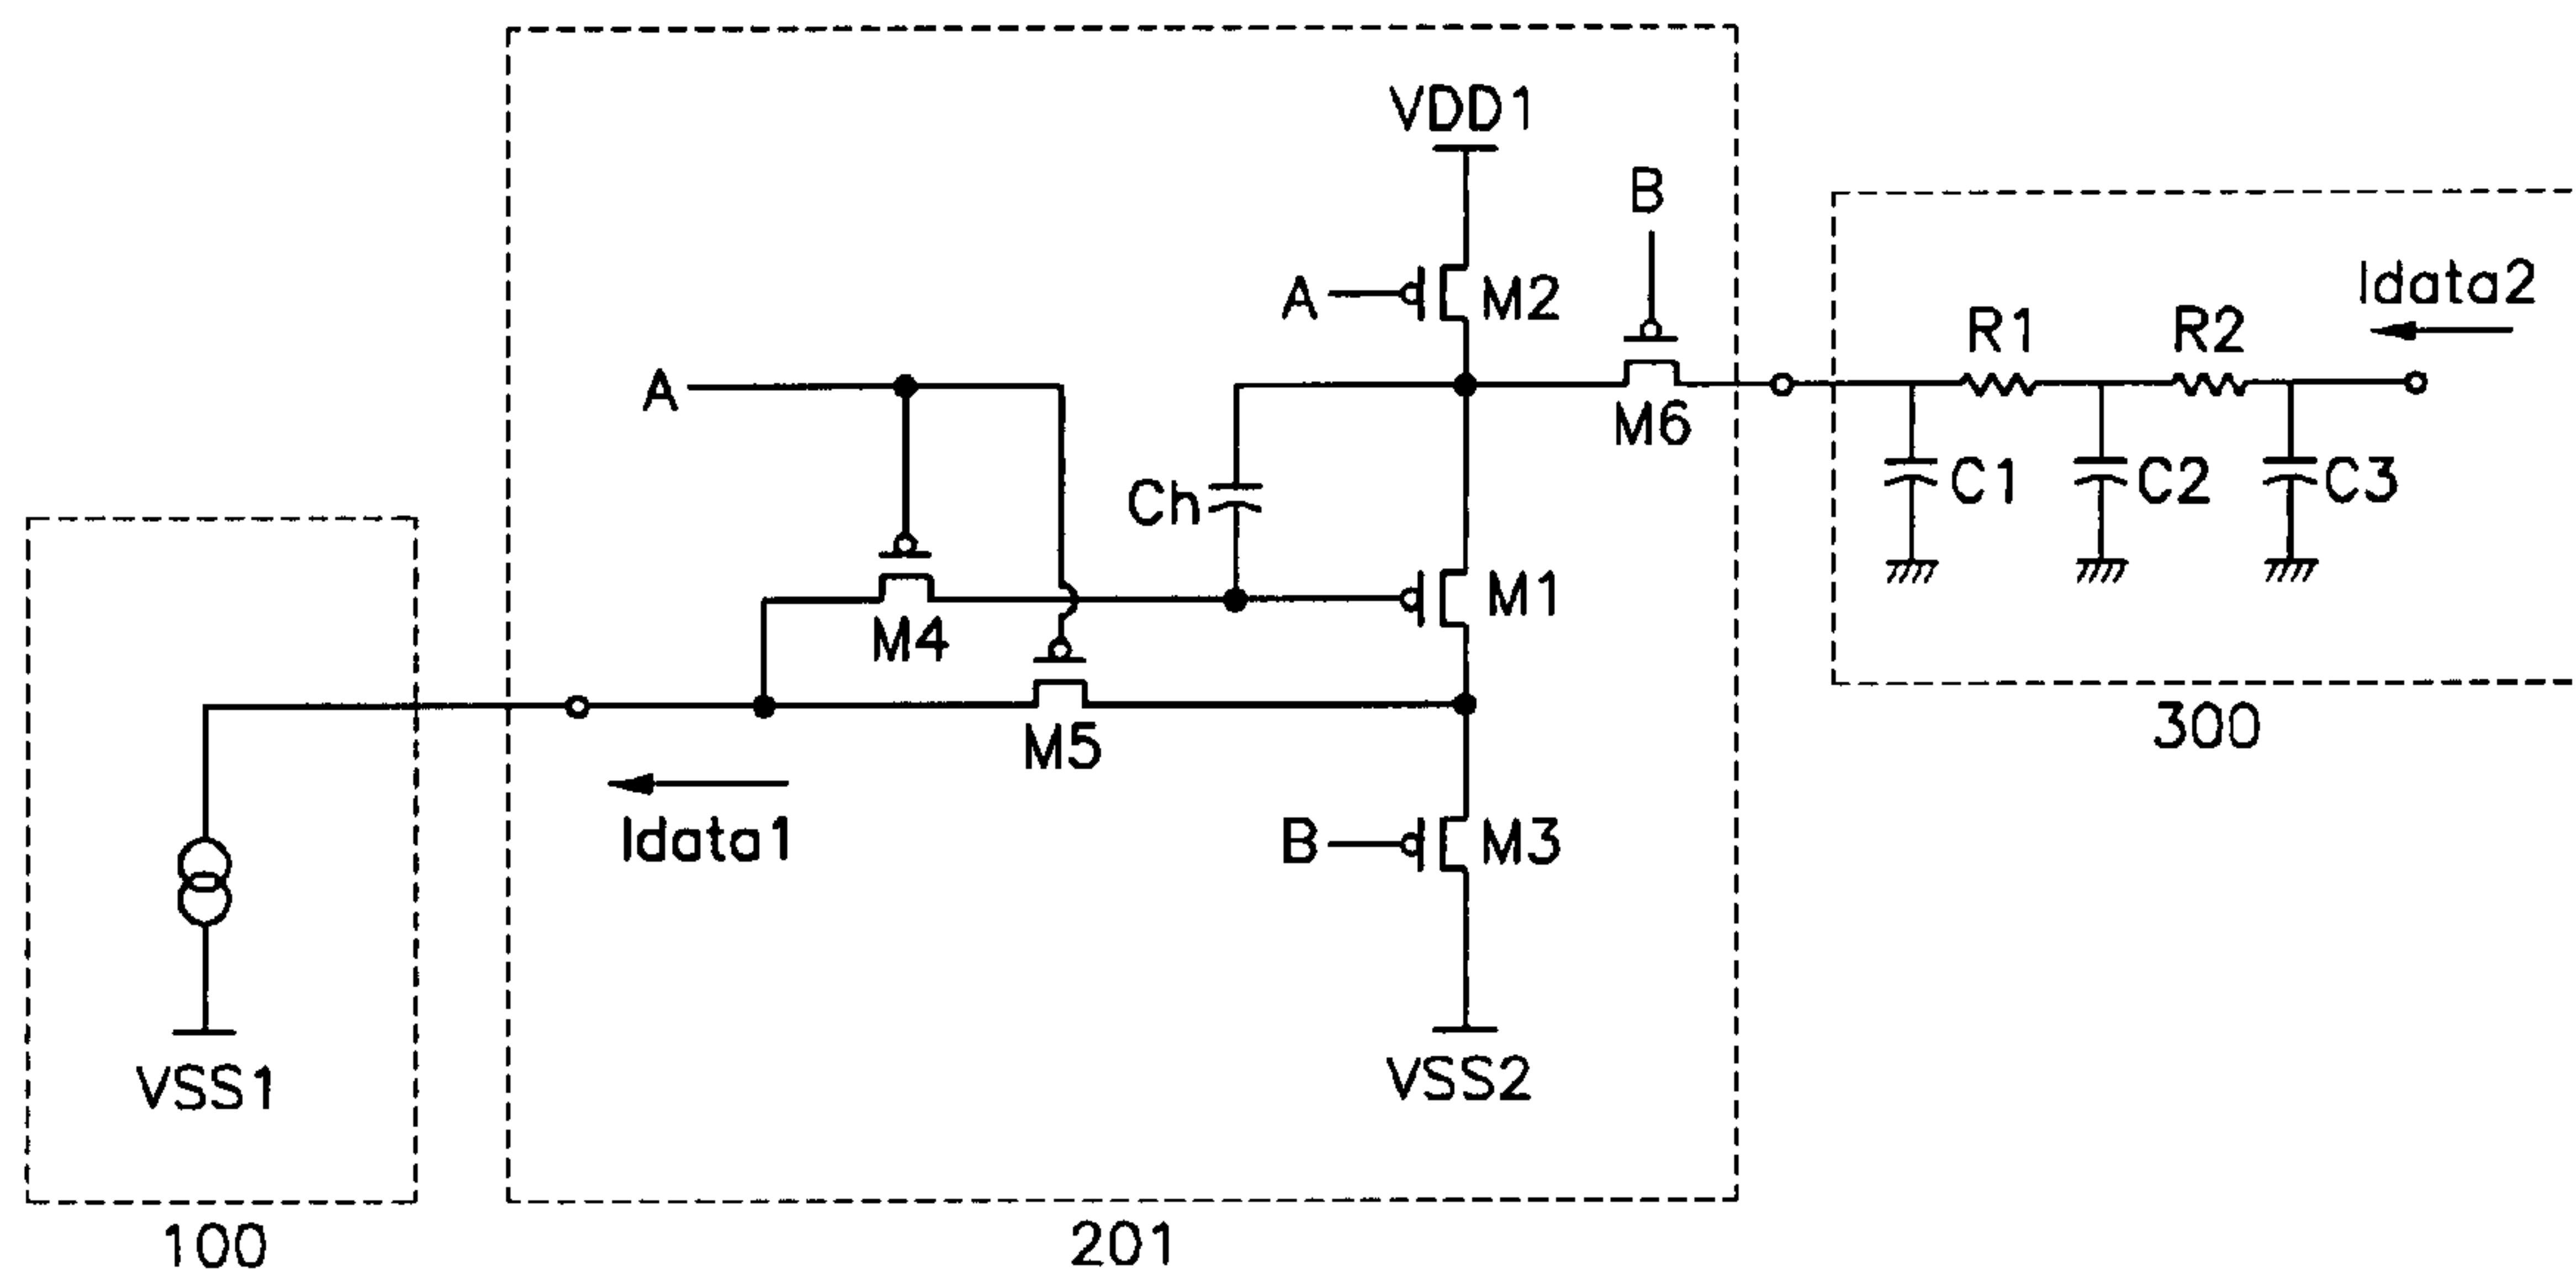 VDD1
B
A
M2
Idata2
R1
R2
A
M6
Ch
C1
C2
C3
M4
M1
M5
300
Idata1
B
M3
VSS1
VSS2
100
201